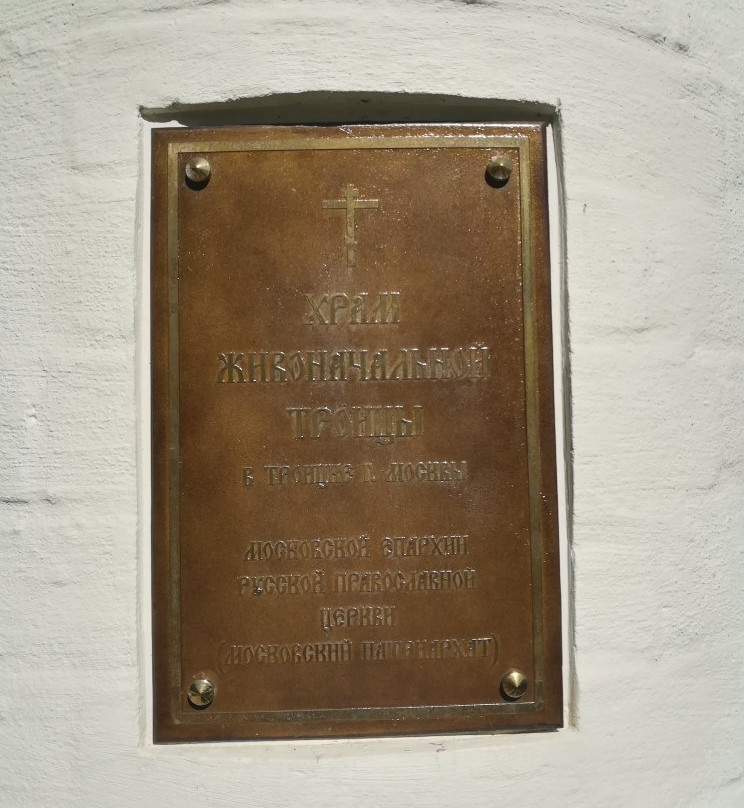 ХРАМ
ЖИВОНАЧАЛЬНОЙ
ТРОИЦЫ
В ТРОИЦКЕ Г. МОСКВЫ
МОСКОВСКОЙ ЕПАРХИИ
РУССКОЙ ПРАВОСЛАВНОЙ
ЦЕРКВИ
(МОСКОВСКИЙ ПАТРИАРХАТ)